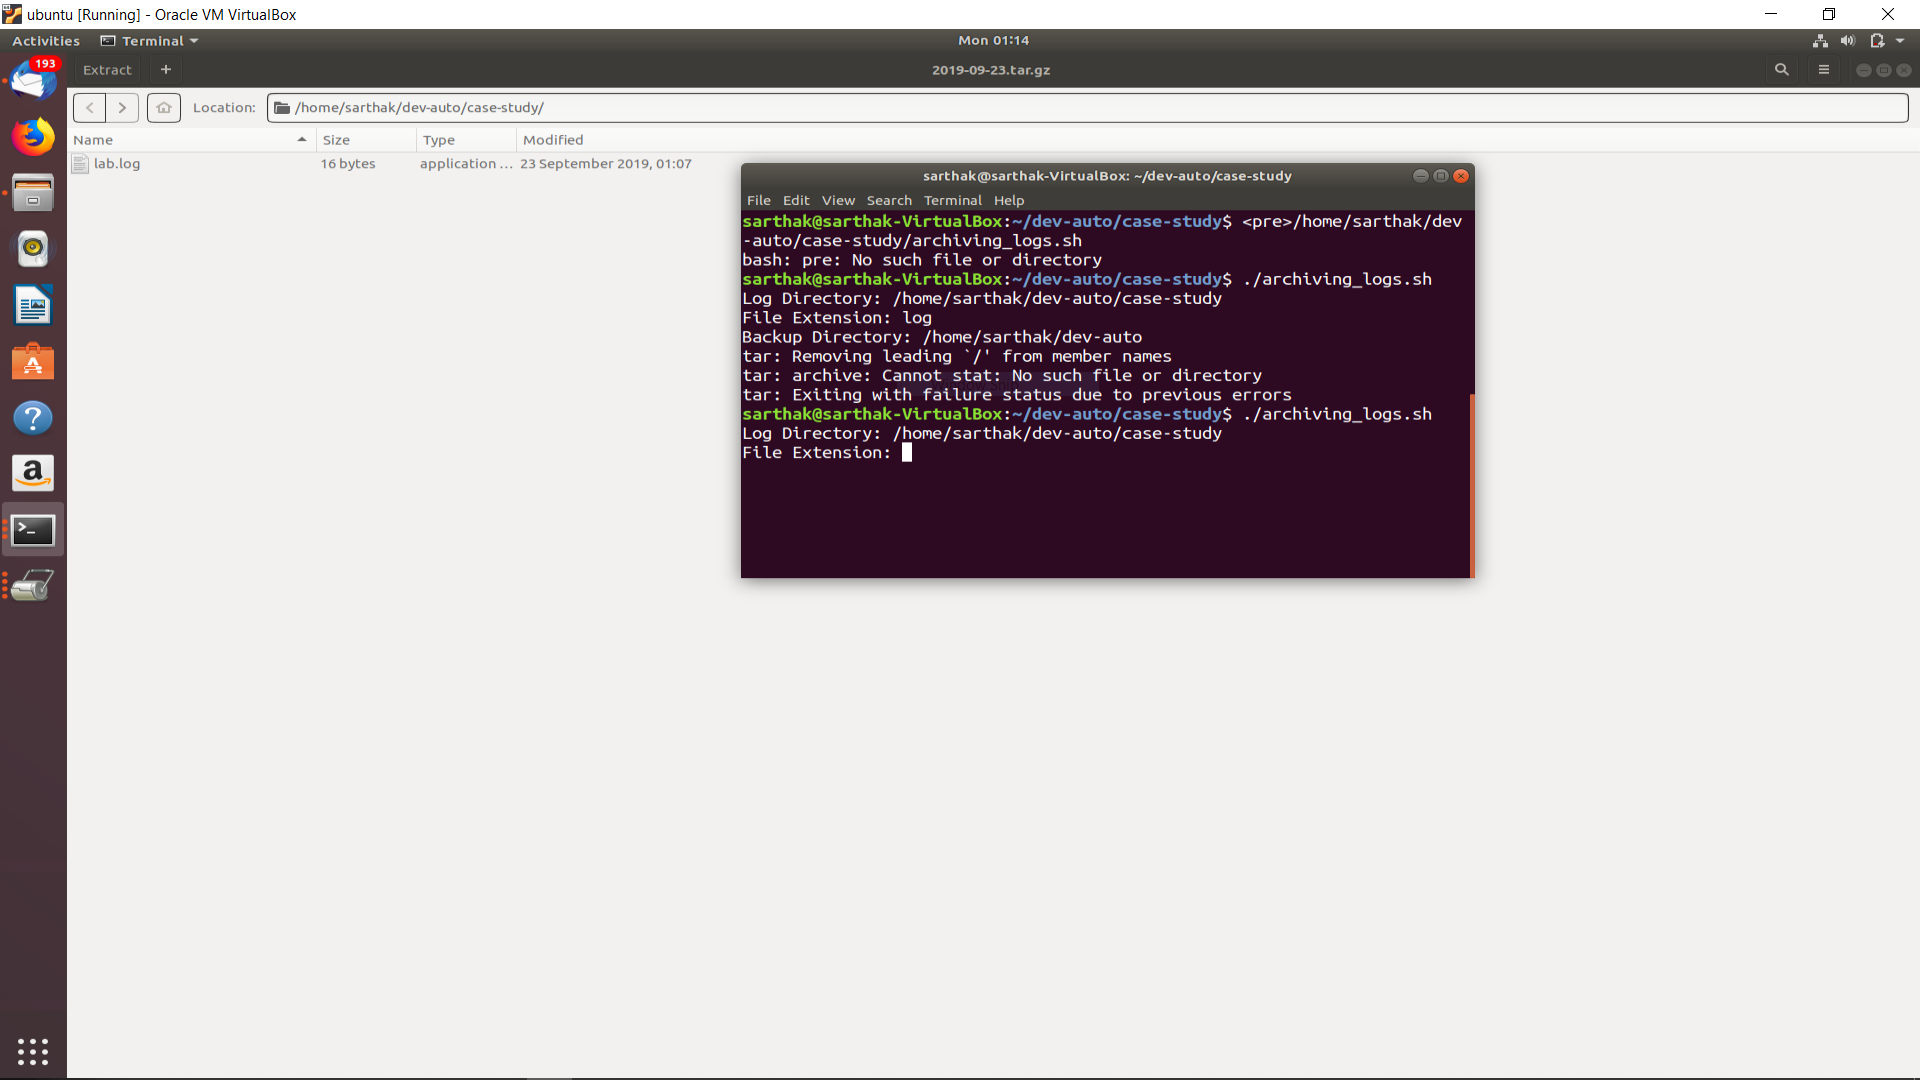 ubuntu [Running] - Oracle VM VirtualBox
Activities Terminal Mon 01:14
193
Extract + 2019-09-23.tar.gz
Location: /home/sarthak/dev-auto/case-study/
Name Size Type Modified
lab.log 16 bytes application ... 23 September 2019, 01:07
sarthak@sarthak-VirtualBox: ~/dev-auto/case-study
File Edit View Search Terminal Help
sarthak@sarthak-VirtualBox:~/dev-auto/case-study$ <pre>/home/sarthak/dev
-auto/case-study/archiving_logs.sh
bash: pre: No such file or directory
sarthak@sarthak-VirtualBox:~/dev-auto/case-study$ ./archiving_logs.sh
Log Directory: /home/sarthak/dev-auto/case-study
File Extension: log
Backup Directory: /home/sarthak/dev-auto
tar: Removing leading `/' from member names
tar: archive: Cannot stat: No such file or directory
tar: Exiting with failure status due to previous errors
sarthak@sarthak-VirtualBox:~/dev-auto/case-study$ ./archiving_logs.sh
Log Directory: /home/sarthak/dev-auto/case-study
File Extension: